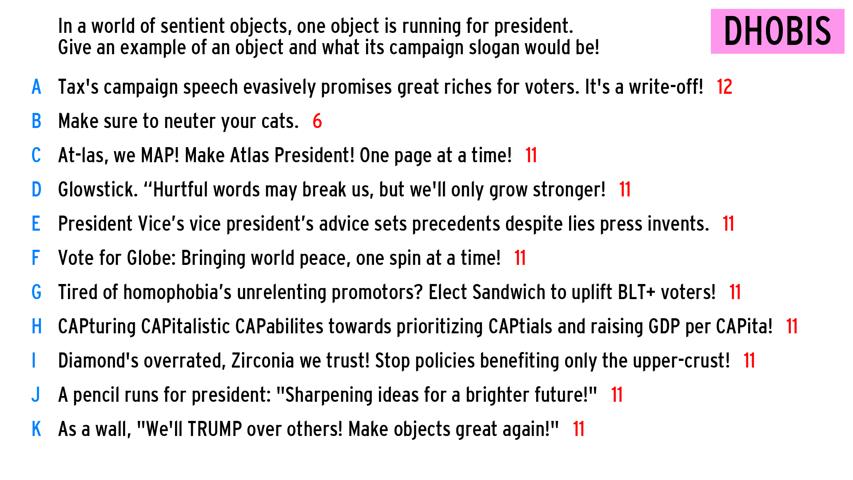 In a world of sentient objects, one object is running for president.
Give an example of an object and what its campaign slogan would be!
DHOBIS
A Tax's campaign speech evasively promises great riches for voters. It's a write-off! 12
B Make sure to neuter your cats. 6
C At-las, we MAP! Make Atlas President! One page at a time! 11
D Glowstick. “Hurtful words may break us, but we'll only grow stronger! 11
E President Vice’s vice president’s advice sets precedents despite lies press invents. 11
F Vote for Globe: Bringing world peace, one spin at a time! 11
G Tired of homophobia’s unrelenting promotors? Elect Sandwich to uplift BLT+ voters! 11
H CAPturing CAPitalistic CAPabilites towards prioritizing CAPtials and raising GDP per CAPita! 11
I Diamond's overrated, Zirconia we trust! Stop policies benefiting only the upper-crust! 11
J A pencil runs for president: "Sharpening ideas for a brighter future!" 11
K As a wall, "We'll TRUMP over others! Make objects great again!" 11